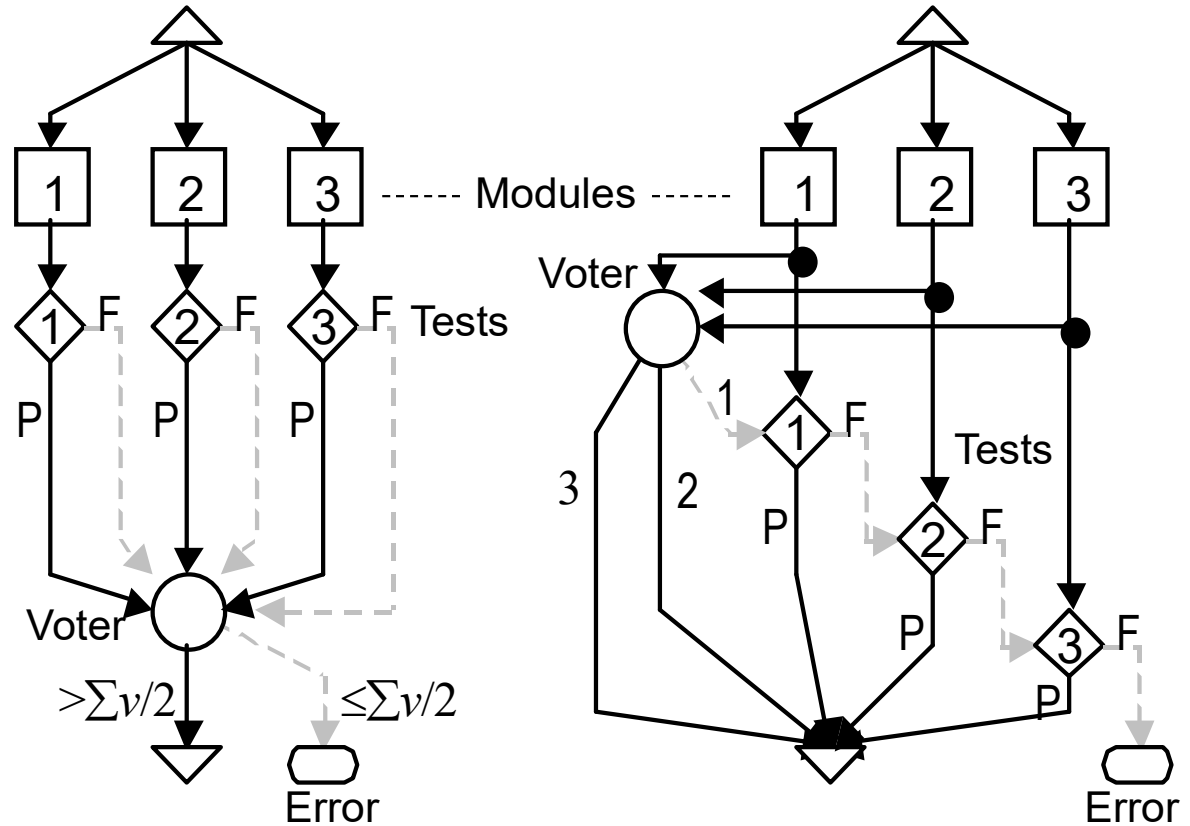 1 2 3
Modules
1 2 3
1 F 2 F 3 F Tests
P P P
Voter
>∑v/2 ≤∑v/2
Error
Voter
1
1 F
Tests
3 2
P
2 F
P
3 F
P
Error